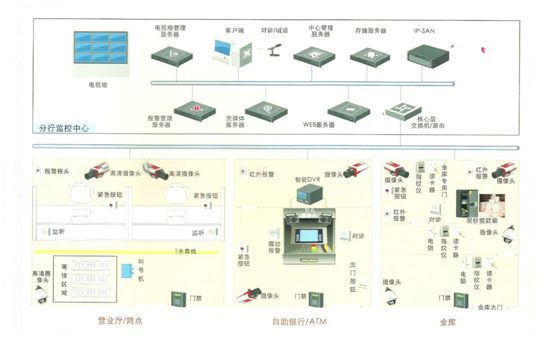 电视墙管理
服务器
客户端
对讲/喊话
中心管理
服务器
存储服务器
IP-SAN
电视墙
报警管理
服务器
流媒体
服务器
WEB服务器
核心层
交换机/路由
分行监控中心
报警探头
高清摄像头
高清摄像头
紧急按钮
紧急按钮
监听
监听
1米黄线
高清摄
像头
等候区域
叫号机
门禁
营业厅/网点
红外报警
智能DVR
摄像头
震动
报警
对讲
紧急
按钮
出门按钮
摄像头
门禁
自助银行/ATM
摄像头
指纹仪
读卡器
金库专用门
红外
报警
紧急
按钮
红外
报警
对讲
摄像头
电锁
指纹仪
读卡器
摄像头
电锁
指纹仪
读卡器
摄像头
门禁
金库大门
金库